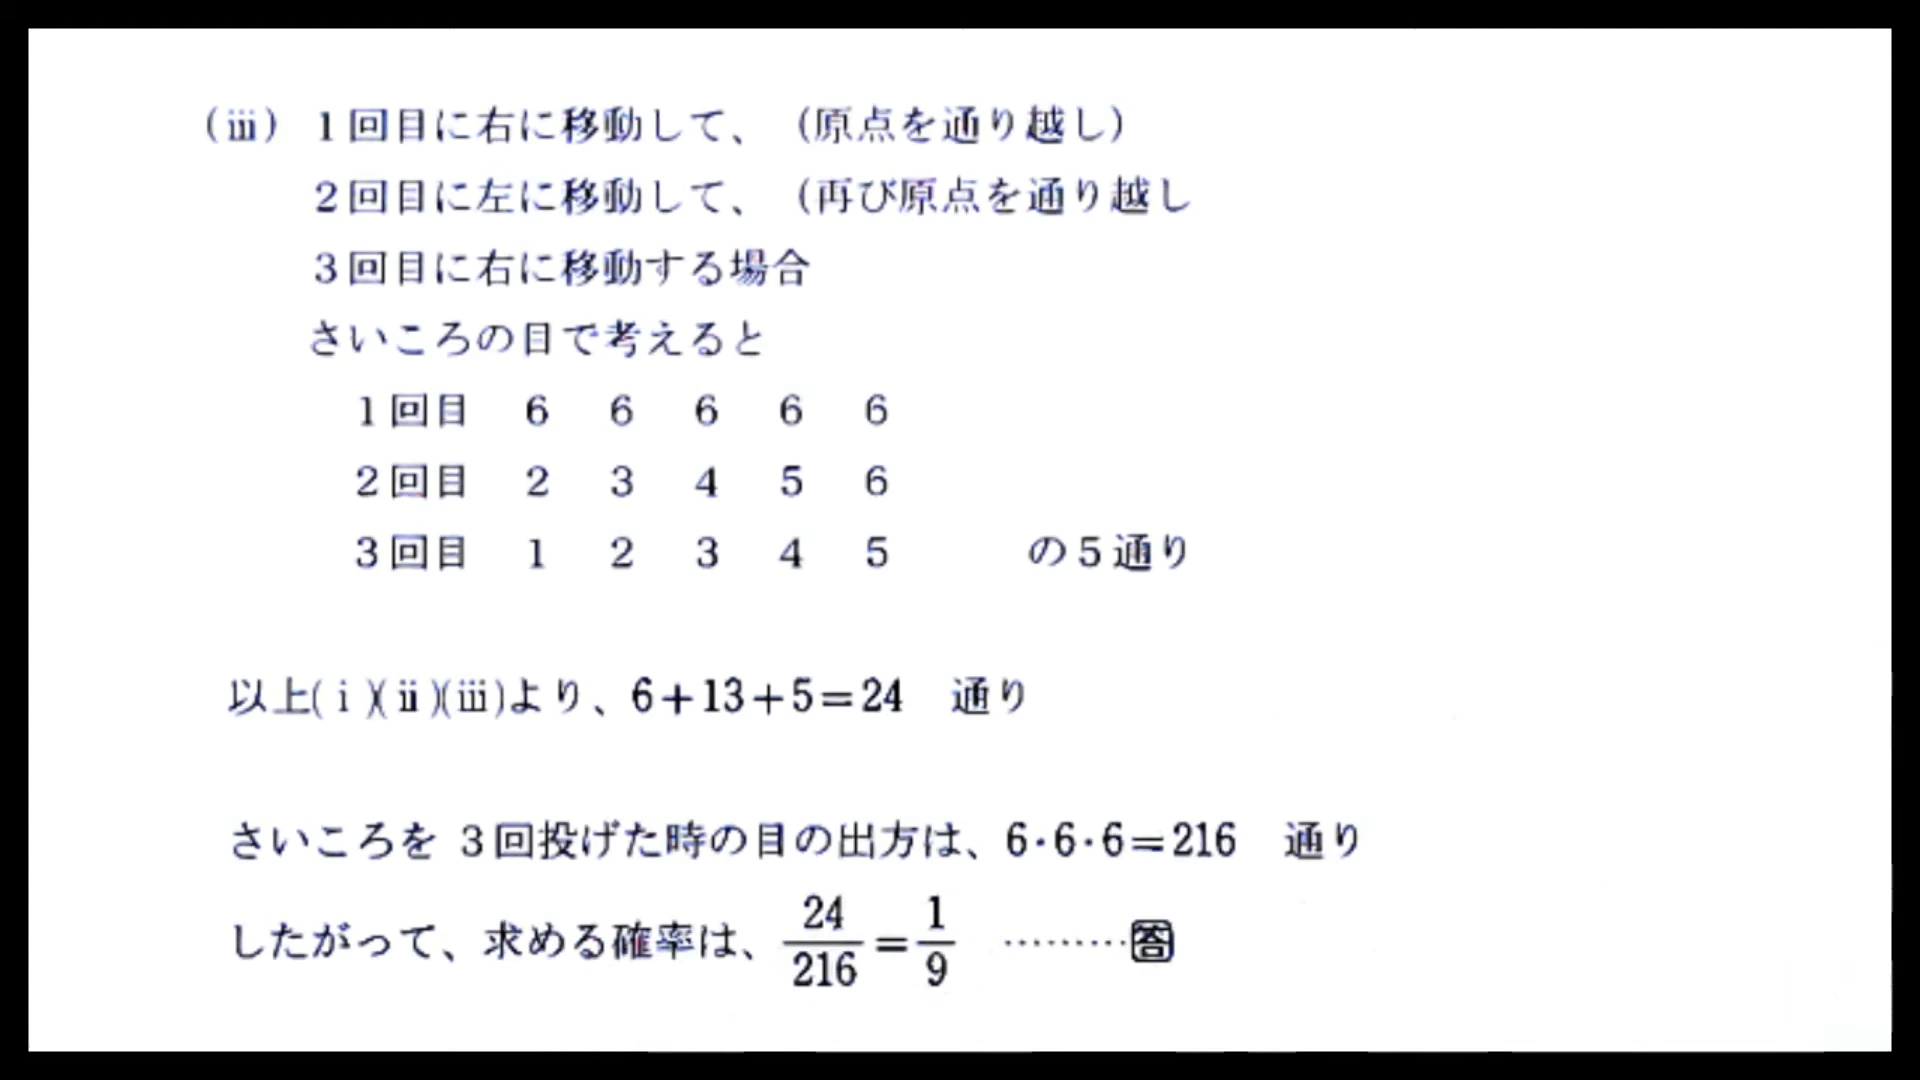 (ⅲ) 1回目に右に移動して、(原点を通り越し)
2回目に左に移動して、(再び原点を通り越し
3回目に右に移動する場合
さいころの目で考えると
1回目 6 6 6 6 6
2回目 2 3 4 5 6
3回目 1 2 3 4 5 の5通り
以上(ⅰ)(ⅱ)(ⅲ)より、6+13+5=24 通り
さいころを 3回投げた時の目の出方は、6·6·6=216 通り
したがって、求める確率は、24/216=1/9 ………答